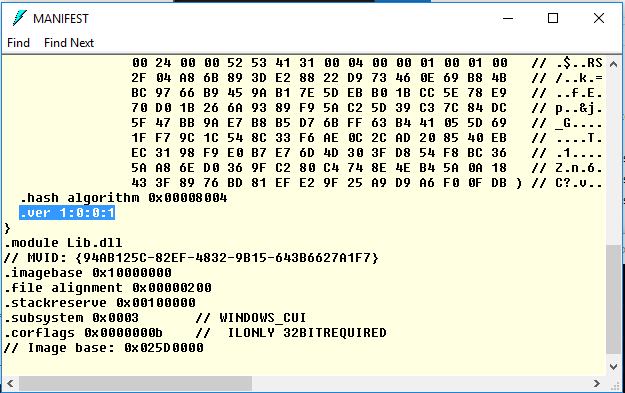 MANIFEST
Find Find Next
00 24 00 00 52 53 41 31 00 04 00 00 01 00 01 00 // .$..RS
2F 04 A8 6B 89 3D E2 88 22 D9 73 46 0E 69 B8 4B // /..k.=
BC 97 66 B9 45 9A B1 7E 5D EB B0 1B CC 5E 78 E9 // ..f.E.
70 D0 1B 26 6A 93 89 F9 5A C2 5D 39 C3 7C 84 DC // p..&j.
5F 47 BB 9A E7 B8 B5 D7 6B FF 63 B4 41 05 5D 69 // _G....
1F F7 9C 1C 54 8C 33 F6 AE 0C 2C AD 20 85 40 EB // ....T.
EC 31 98 F9 E0 B7 E7 6D 4D 30 3F D8 54 F8 BC 36 // .1....
5A A8 6E D0 36 9F C2 80 C4 74 8E 4E B4 5A 0A 18 // Z.n.6.
43 3F 89 76 BD 81 EF E2 9F 25 A9 D9 A6 F0 0F DB ) // C?.v..
.hash algorithm 0x00008004
.ver 1:0:0:1
}
.module Lib.dll
// MVID: {94AB125C-82EF-4832-9B15-643B6627A1F7}
.imagebase 0x10000000
.file alignment 0x00000200
.stackreserve 0x00100000
.subsystem 0x0003 // WINDOWS_CUI
.corflags 0x0000000b // ILONLY 32BITREQUIRED
// Image base: 0x025D0000